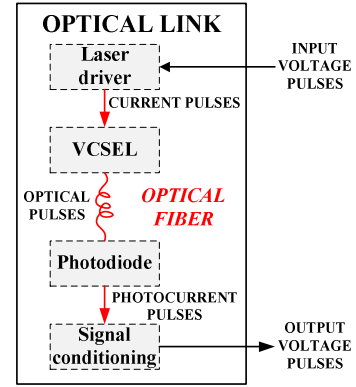 OPTICAL LINK
Laser
driver
INPUT
VOLTAGE
PULSES
CURRENT PULSES
VCSEL
OPTICAL
PULSES
OPTICAL
FIBER
Photodiode
PHOTOCURRENT
PULSES
Signal
conditioning
OUTPUT
VOLTAGE
PULSES